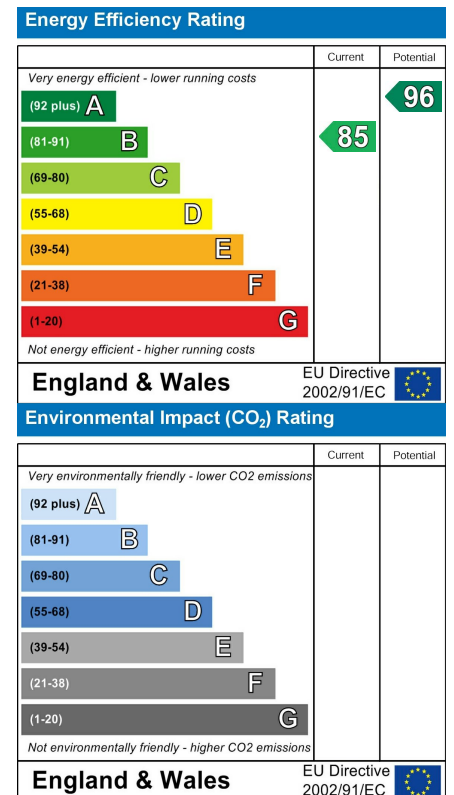 Energy Efficiency Rating
Current Potential
Very energy efficient - lower running costs
(92 plus) A
96
(81-91) B
85
(69-80) C
(55-68) D
(39-54) E
(21-38) F
(1-20) G
Not energy efficient - higher running costs
England & Wales
EU Directive
2002/91/EC
Environmental Impact (CO₂) Rating
Current Potential
Very environmentally friendly - lower CO2 emissions
(92 plus) A
(81-91) B
(69-80) C
(55-68) D
(39-54) E
(21-38) F
(1-20) G
Not environmentally friendly - higher CO2 emissions
England & Wales
EU Directive
2002/91/EC